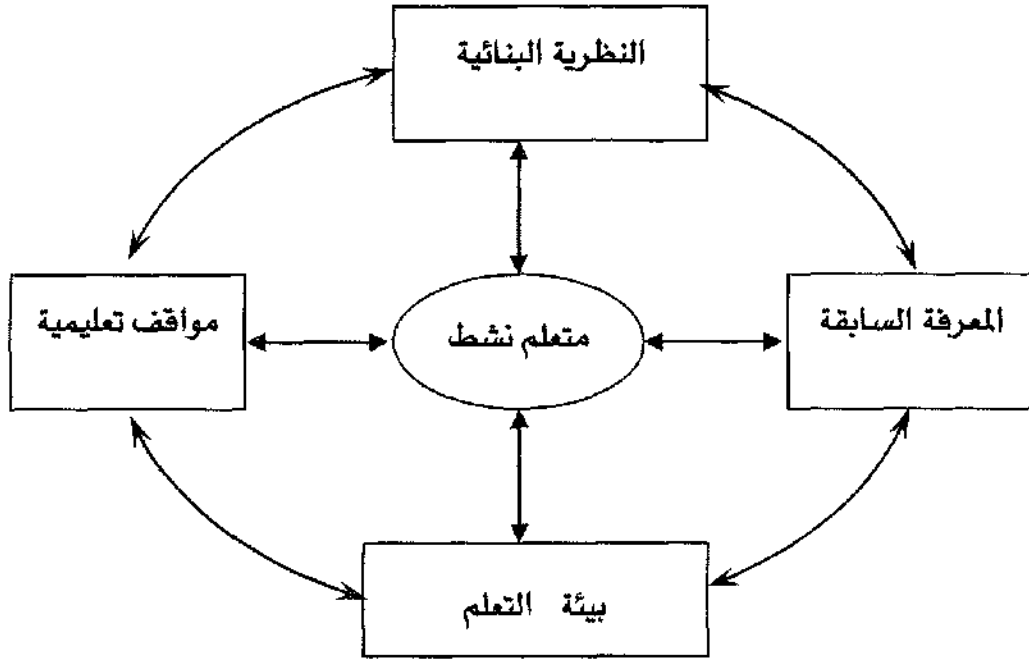 النظرية البنائية
المعرفة السابقة
متعلم نشط
مواقف تعليمية
بيئة التعلم